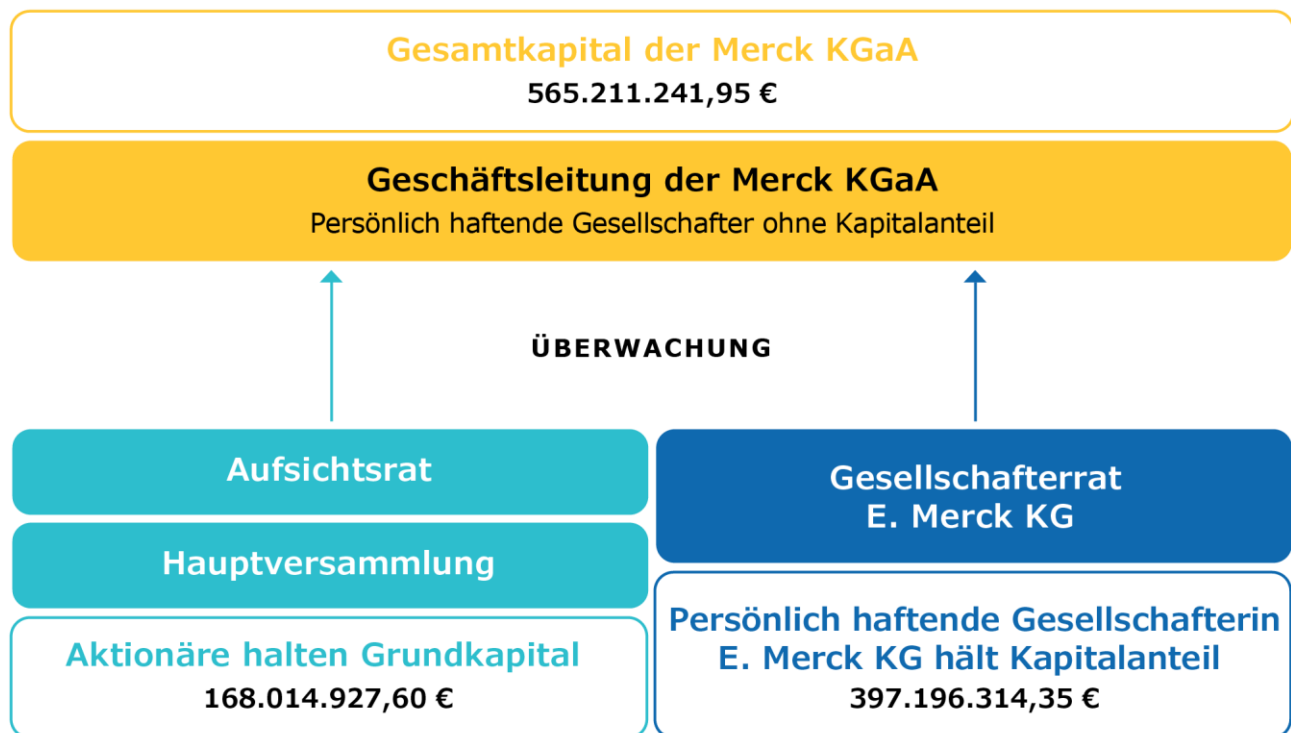 Gesamtkapital der Merck KGaA
565.211.241,95 €
Geschäftsleitung der Merck KGaA
Persönlich haftende Gesellschafter ohne Kapitalanteil
ÜBERWACHUNG
Aufsichtsrat
Hauptversammlung
Aktionäre halten Grundkapital
168.014.927,60 €
Gesellschafterrat
E. Merck KG
Persönlich haftende Gesellschafterin
E. Merck KG hält Kapitalanteil
397.196.314,35 €